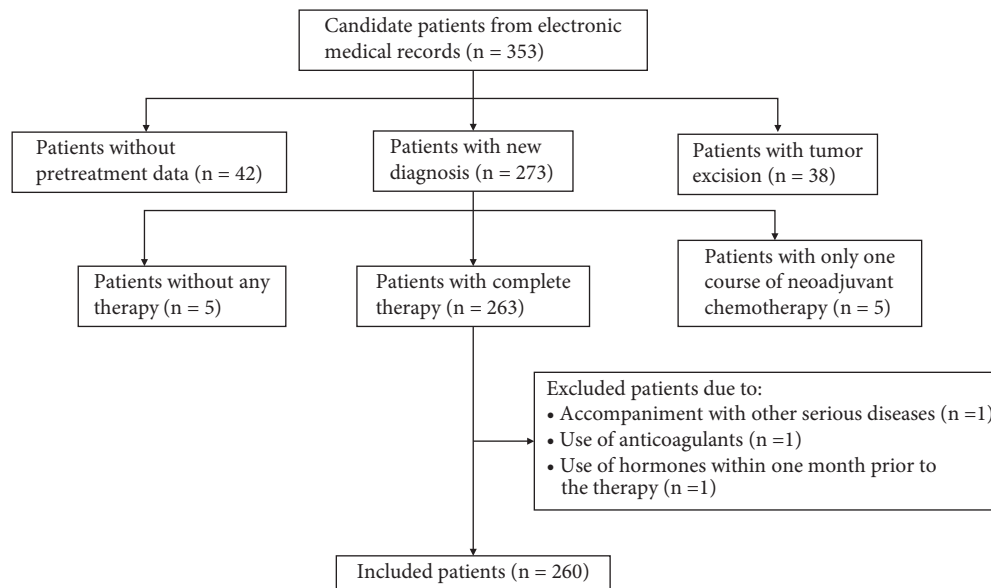 Candidate patients from electronic
medical records (n = 353)
Patients without
pretreatment data (n = 42)
Patients with new
diagnosis (n = 273)
Patients with tumor
excision (n = 38)
Patients without any
therapy (n = 5)
Patients with complete
therapy (n = 263)
Patients with only one
course of neoadjuvant
chemotherapy (n = 5)
Excluded patients due to:
• Accompaniment with other serious diseases (n =1)
• Use of anticoagulants (n =1)
• Use of hormones within one month prior to
the therapy (n =1)
Included patients (n = 260)